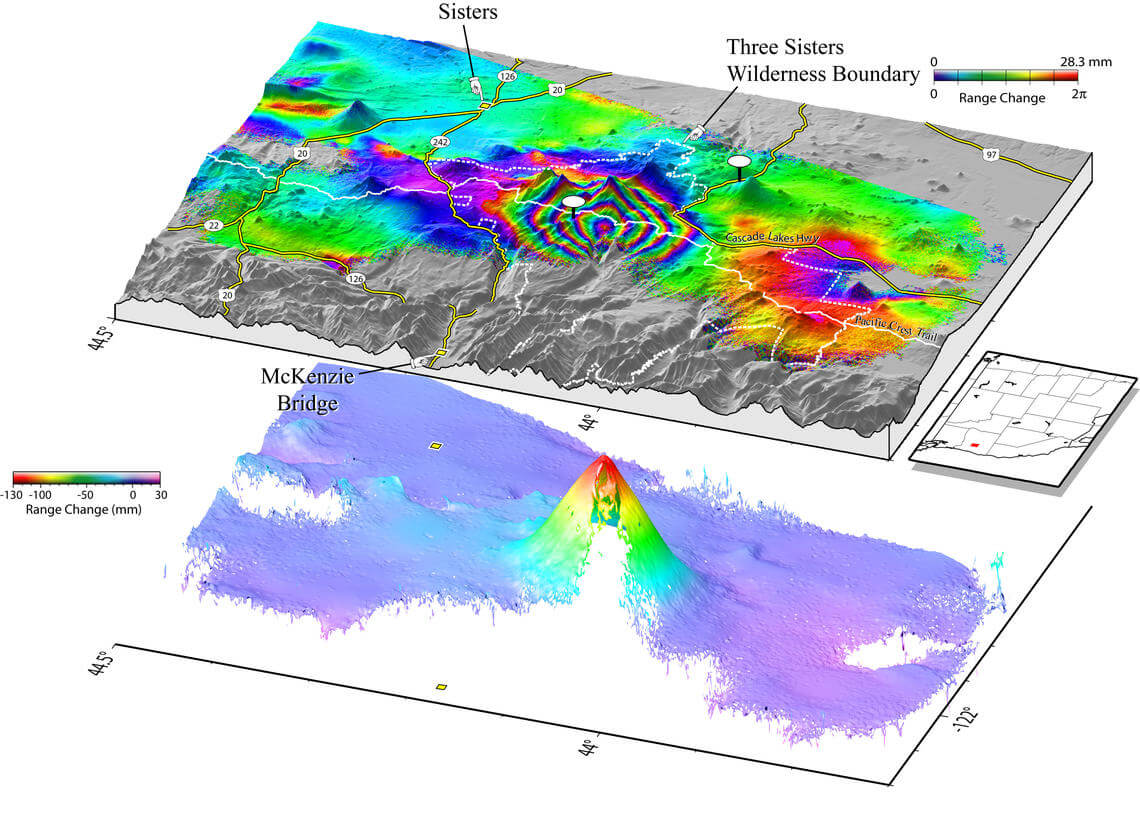 Sisters
Three Sisters
Wilderness Boundary
0
28.3 mm
0
2π
Range Change
126
20
242
97
20
22
Cascade Lakes Hwy
126
20
Pacific Crest Trail
44.5°
McKenzie
Bridge
44°
-130
-100
-50
0
30
Range Change (mm)
44.5°
44°
-122°